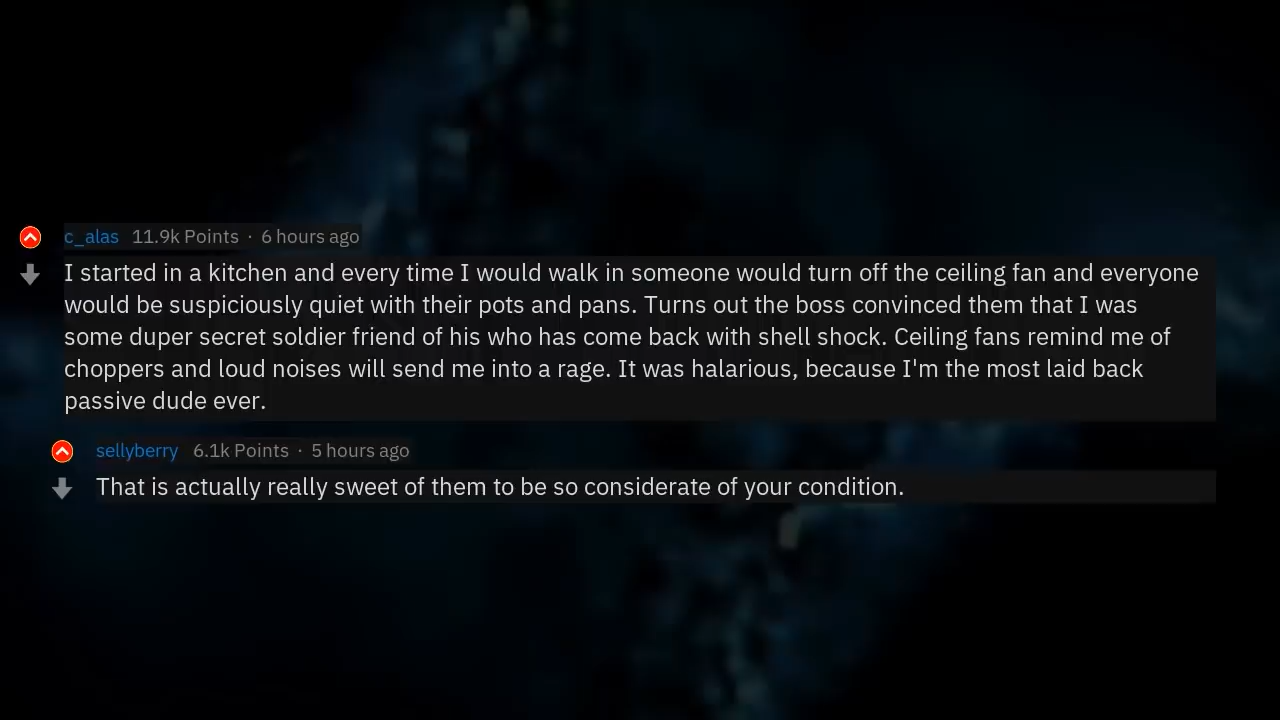 c_alas 11.9k Points · 6 hours ago
I started in a kitchen and every time I would walk in someone would turn off the ceiling fan and everyone
would be suspiciously quiet with their pots and pans. Turns out the boss convinced them that I was
some duper secret soldier friend of his who has come back with shell shock. Ceiling fans remind me of
choppers and loud noises will send me into a rage. It was halarious, because I'm the most laid back
passive dude ever.
sellyberry 6.1k Points · 5 hours ago
That is actually really sweet of them to be so considerate of your condition.